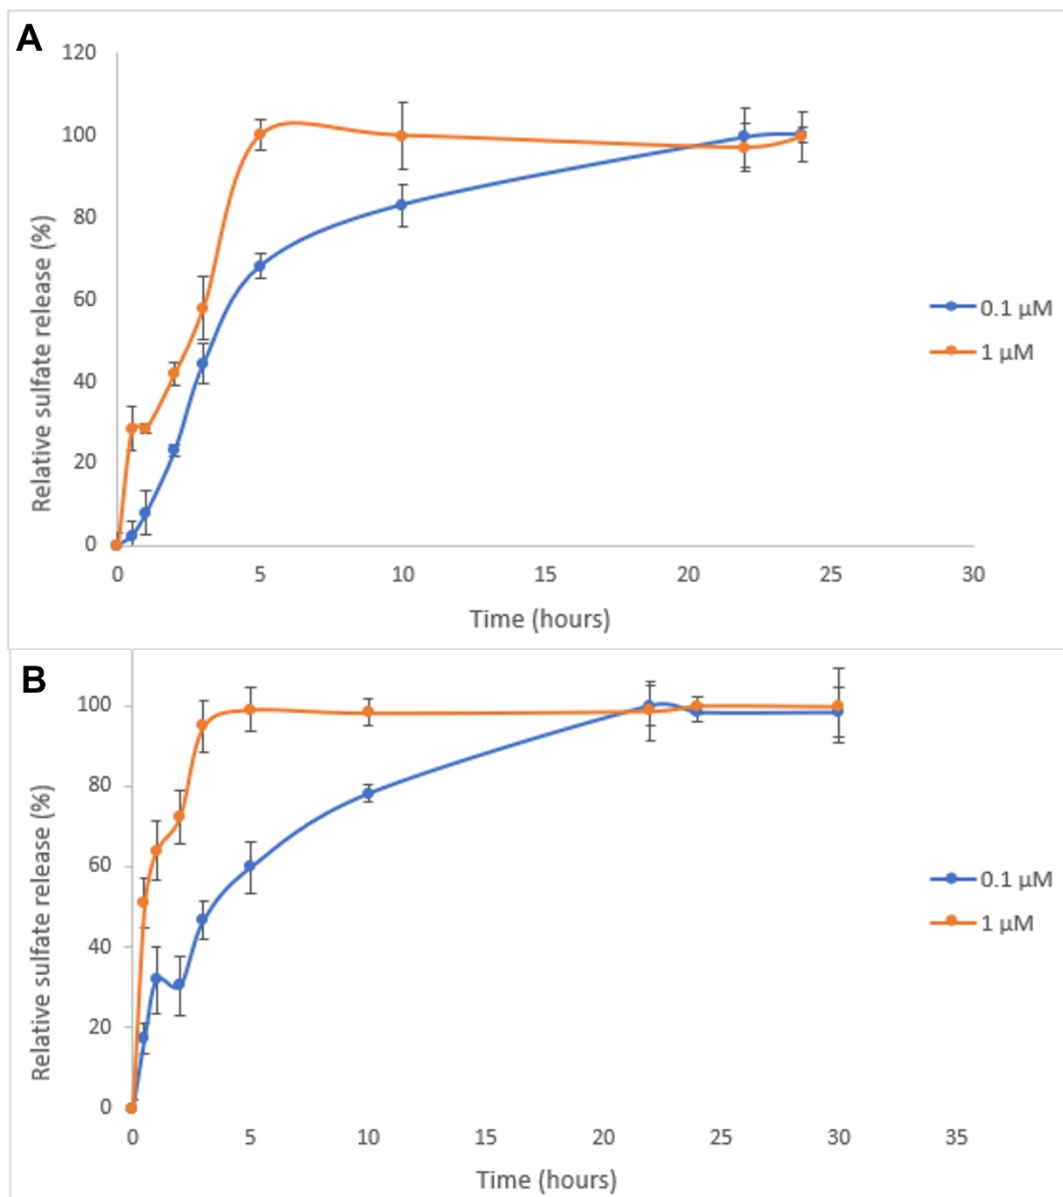 A
120
100
80
60
40
20
0
Relative sulfate release (%)
0 5 10 15 20 25 30
Time (hours)
0.1 µM
1 µM
B
100
80
60
40
20
0
Relative sulfate release (%)
0 5 10 15 20 25 30 35
Time (hours)
0.1 µM
1 µM